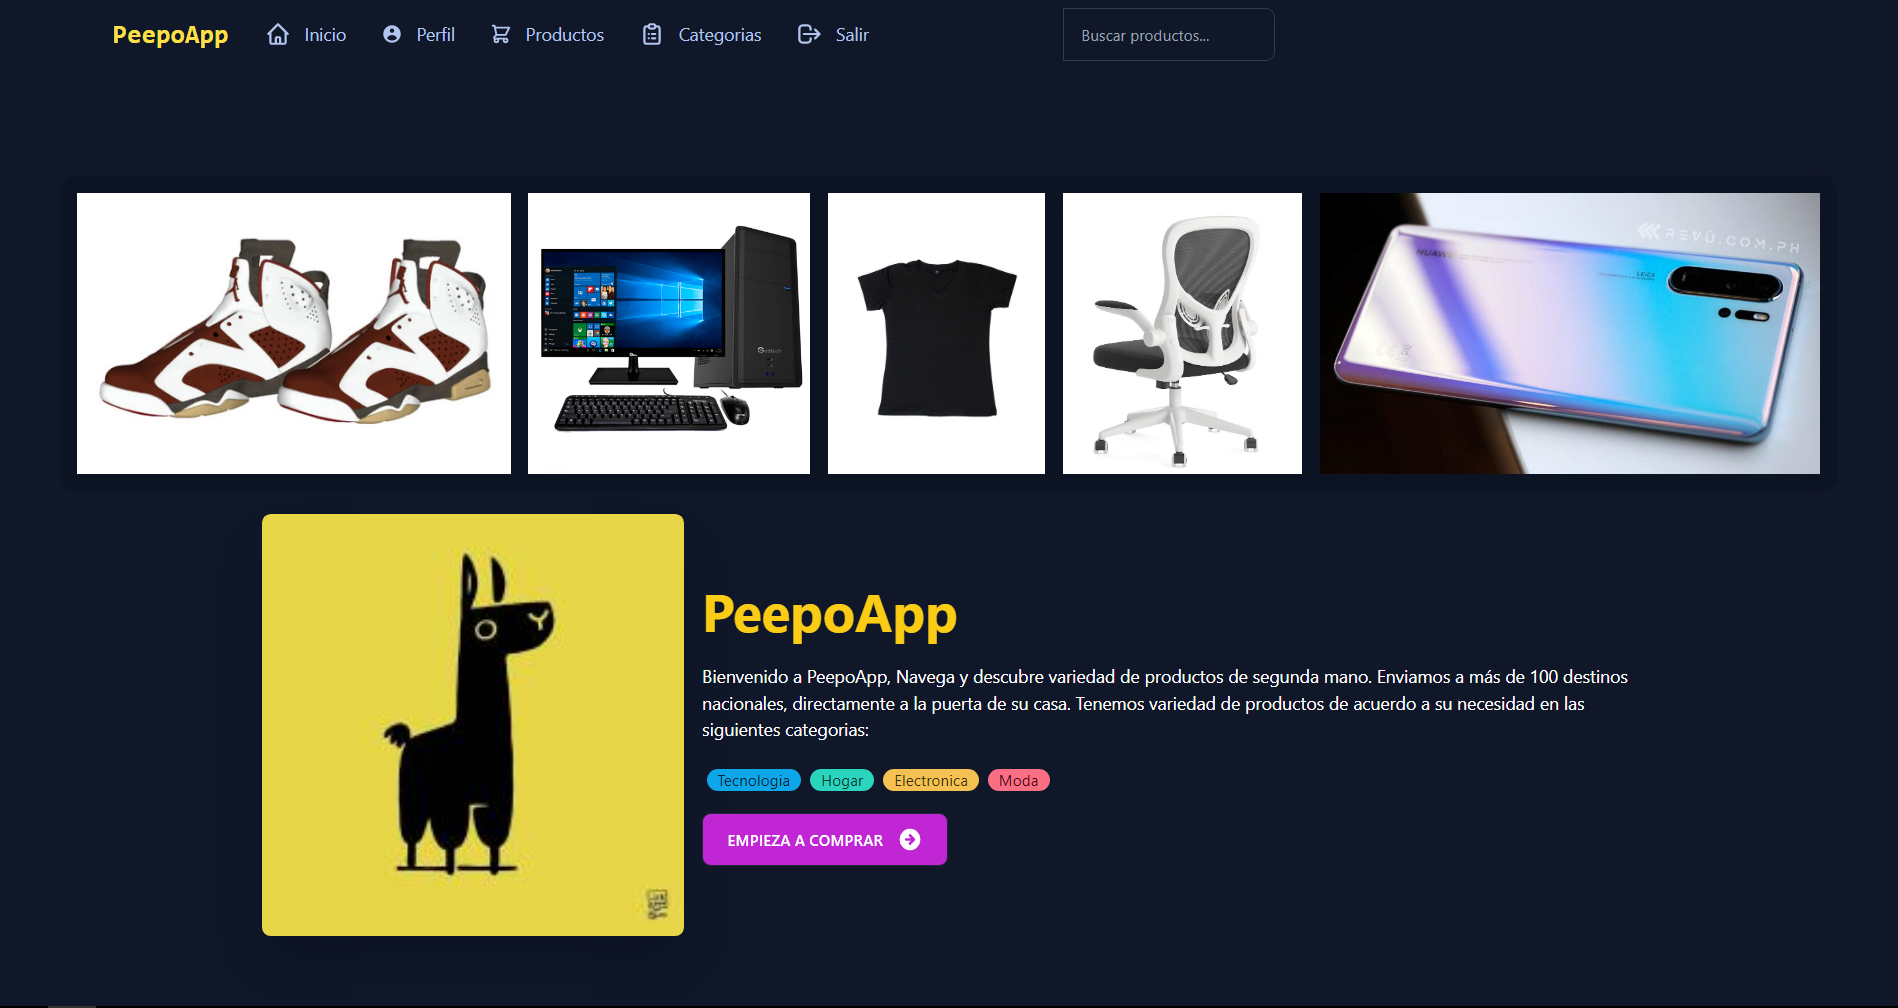 PeepoApp
Inicio
Perfil
Productos
Categorias
Salir
Buscar productos...
REVÜ.COM.PH
HUAWEI
LEICA
PeepoApp
Bienvenido a PeepoApp, Navega y descubre variedad de productos de segunda mano. Enviamos a más de 100 destinos
nacionales, directamente a la puerta de su casa. Tenemos variedad de productos de acuerdo a su necesidad en las
siguientes categorias:
Tecnologia
Hogar
Electronica
Moda
EMPIEZA A COMPRAR